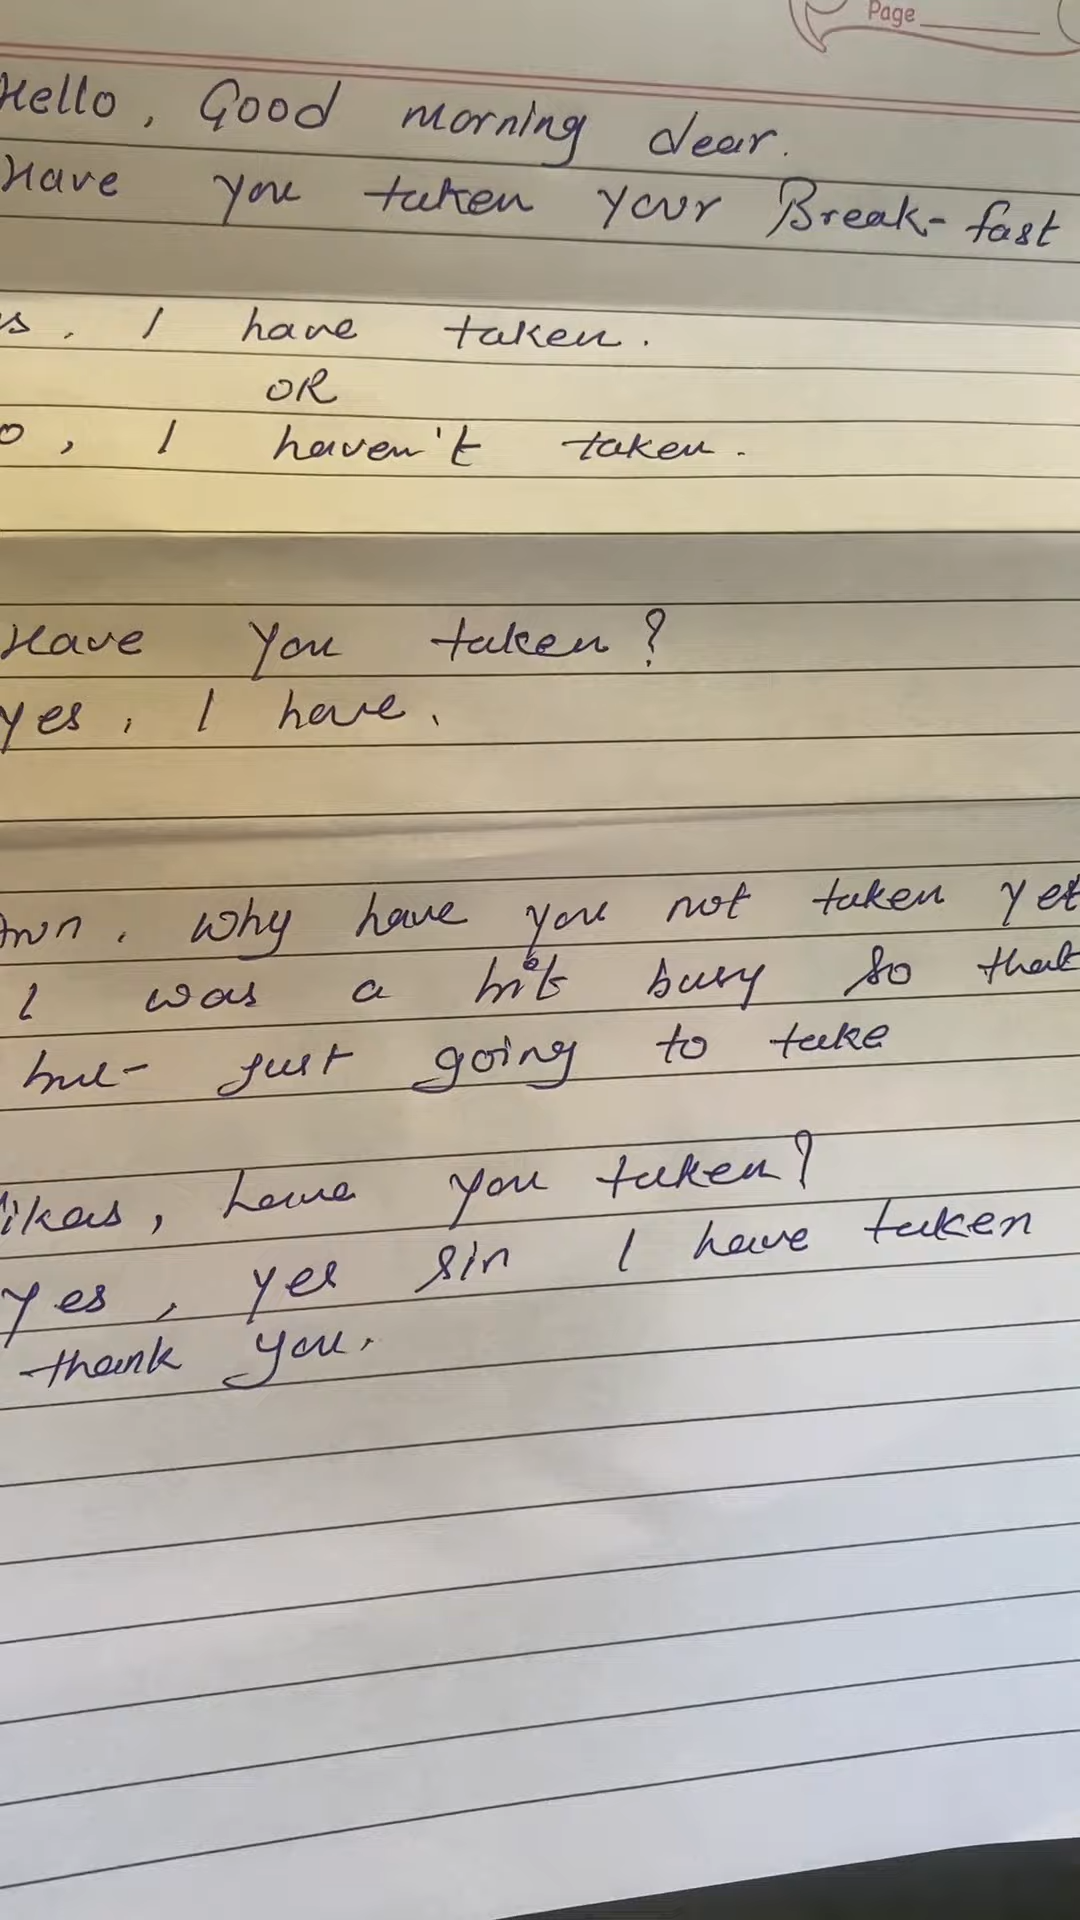 Page
Hello, Good morning dear.
Have you taken your Break-fast
s, I have taken.
OR
o, I haven't taken.
Have you taken?
yes, I have,
why have you not taken yet
I was a bit busy so that
but just going to take
ikas, have you taken?
yes, yes sir I have taken
thank you.